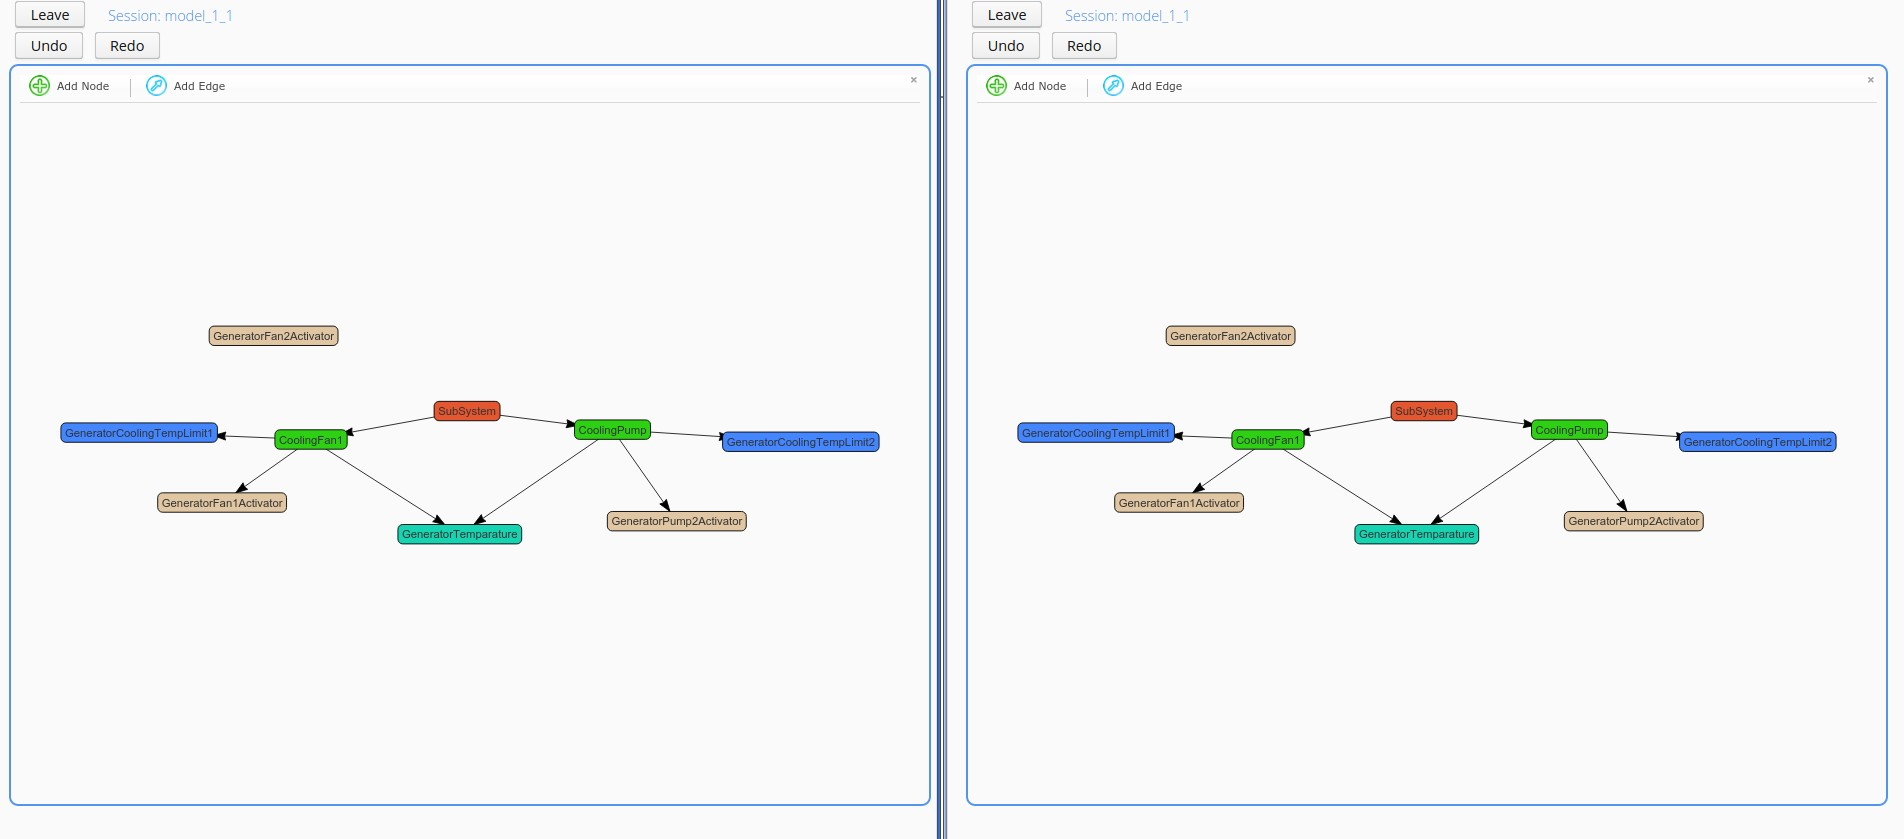 Leave Session: model_1_1
Undo Redo
Add Node Add Edge ×
GeneratorFan2Activator
SubSystem
CoolingPump
GeneratorCoolingTempLimit1
CoolingFan1
GeneratorCoolingTempLimit2
GeneratorFan1Activator
GeneratorPump2Activator
GeneratorTemparature
Leave Session: model_1_1
Undo Redo
Add Node Add Edge ×
GeneratorFan2Activator
SubSystem
CoolingPump
GeneratorCoolingTempLimit1
CoolingFan1
GeneratorCoolingTempLimit2
GeneratorFan1Activator
GeneratorPump2Activator
GeneratorTemparature